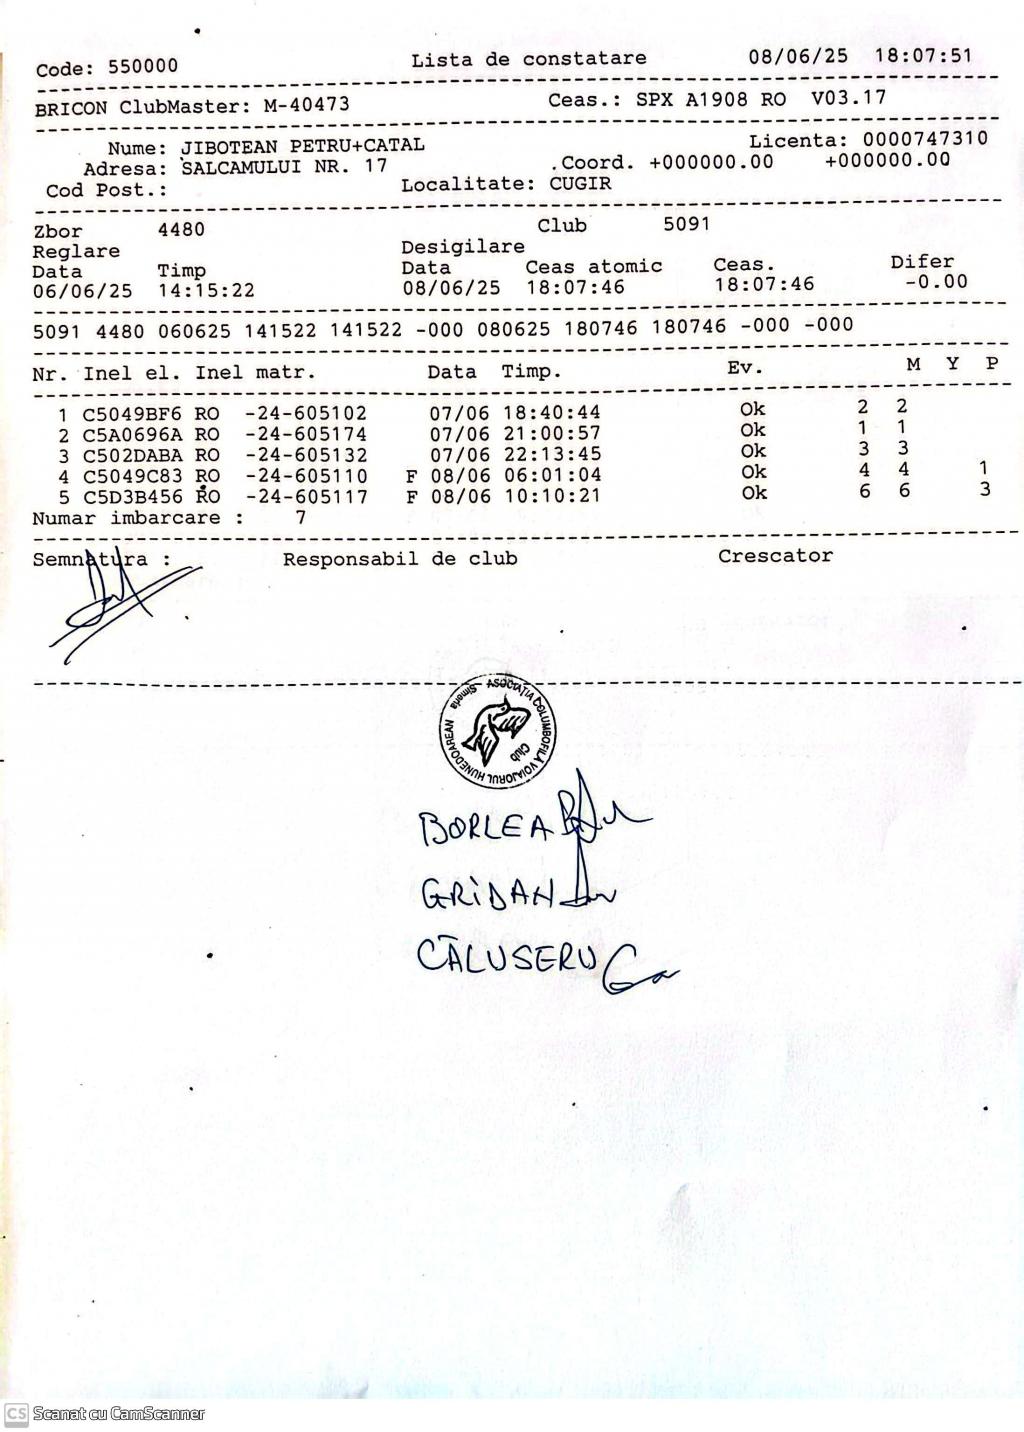 Code: 550000 Lista de constatare 08/06/25 18:07:51
BRICON ClubMaster: M-40473 Ceas.: SPX A1908 RO V03.17
Nume: JIBOTEAN PETRU+CATAL Licenta: 0000747310
Adresa: SALCAMULUI NR. 17 .Coord. +000000.00 +000000.00
Cod Post.: Localitate: CUGIR
Zbor 4480 Club 5091
Reglare Desigilare
Data Timp Data Ceas atomic Ceas. Difer
06/06/25 14:15:22 08/06/25 18:07:46 18:07:46 -0.00
5091 4480 060625 141522 141522 -000 080625 180746 180746 -000 -000
Nr. Inel el. Inel matr. Data Timp. Ev. M Y P
1 C5049BF6 RO -24-605102 07/06 18:40:44 Ok 2 2
2 C5A0696A RO -24-605174 07/06 21:00:57 Ok 1 1
3 C502DABA RO -24-605132 07/06 22:13:45 Ok 3 3
4 C5049C83 RO -24-605110 F 08/06 06:01:04 Ok 4 4 1
5 C5D3B456 RO -24-605117 F 08/06 10:10:21 Ok 6 6 3
Numar imbarcare : 7
Semnatura : Responsabil de club Crescator
ASOCIAȚIA COLUMBOFILĂ VOIAJORUL HUNEDOAREAN
Club
BORLEA
GRIDAN
CĂLUSERU
CS Scanat cu CamScanner